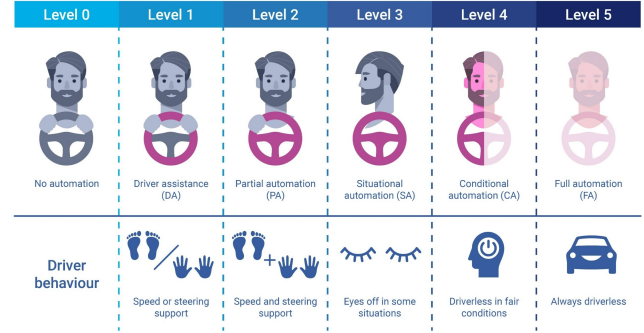 Level 0
Level 1
Level 2
Level 3
Level 4
Level 5
No automation
Driver assistance
(DA)
Partial automation
(PA)
Situational
automation (SA)
Conditional
automation (CA)
Full automation
(FA)
Driver
behaviour
Speed or steering
support
Speed and steering
support
Eyes off in some
situations
Driverless in fair
conditions
Always driverless